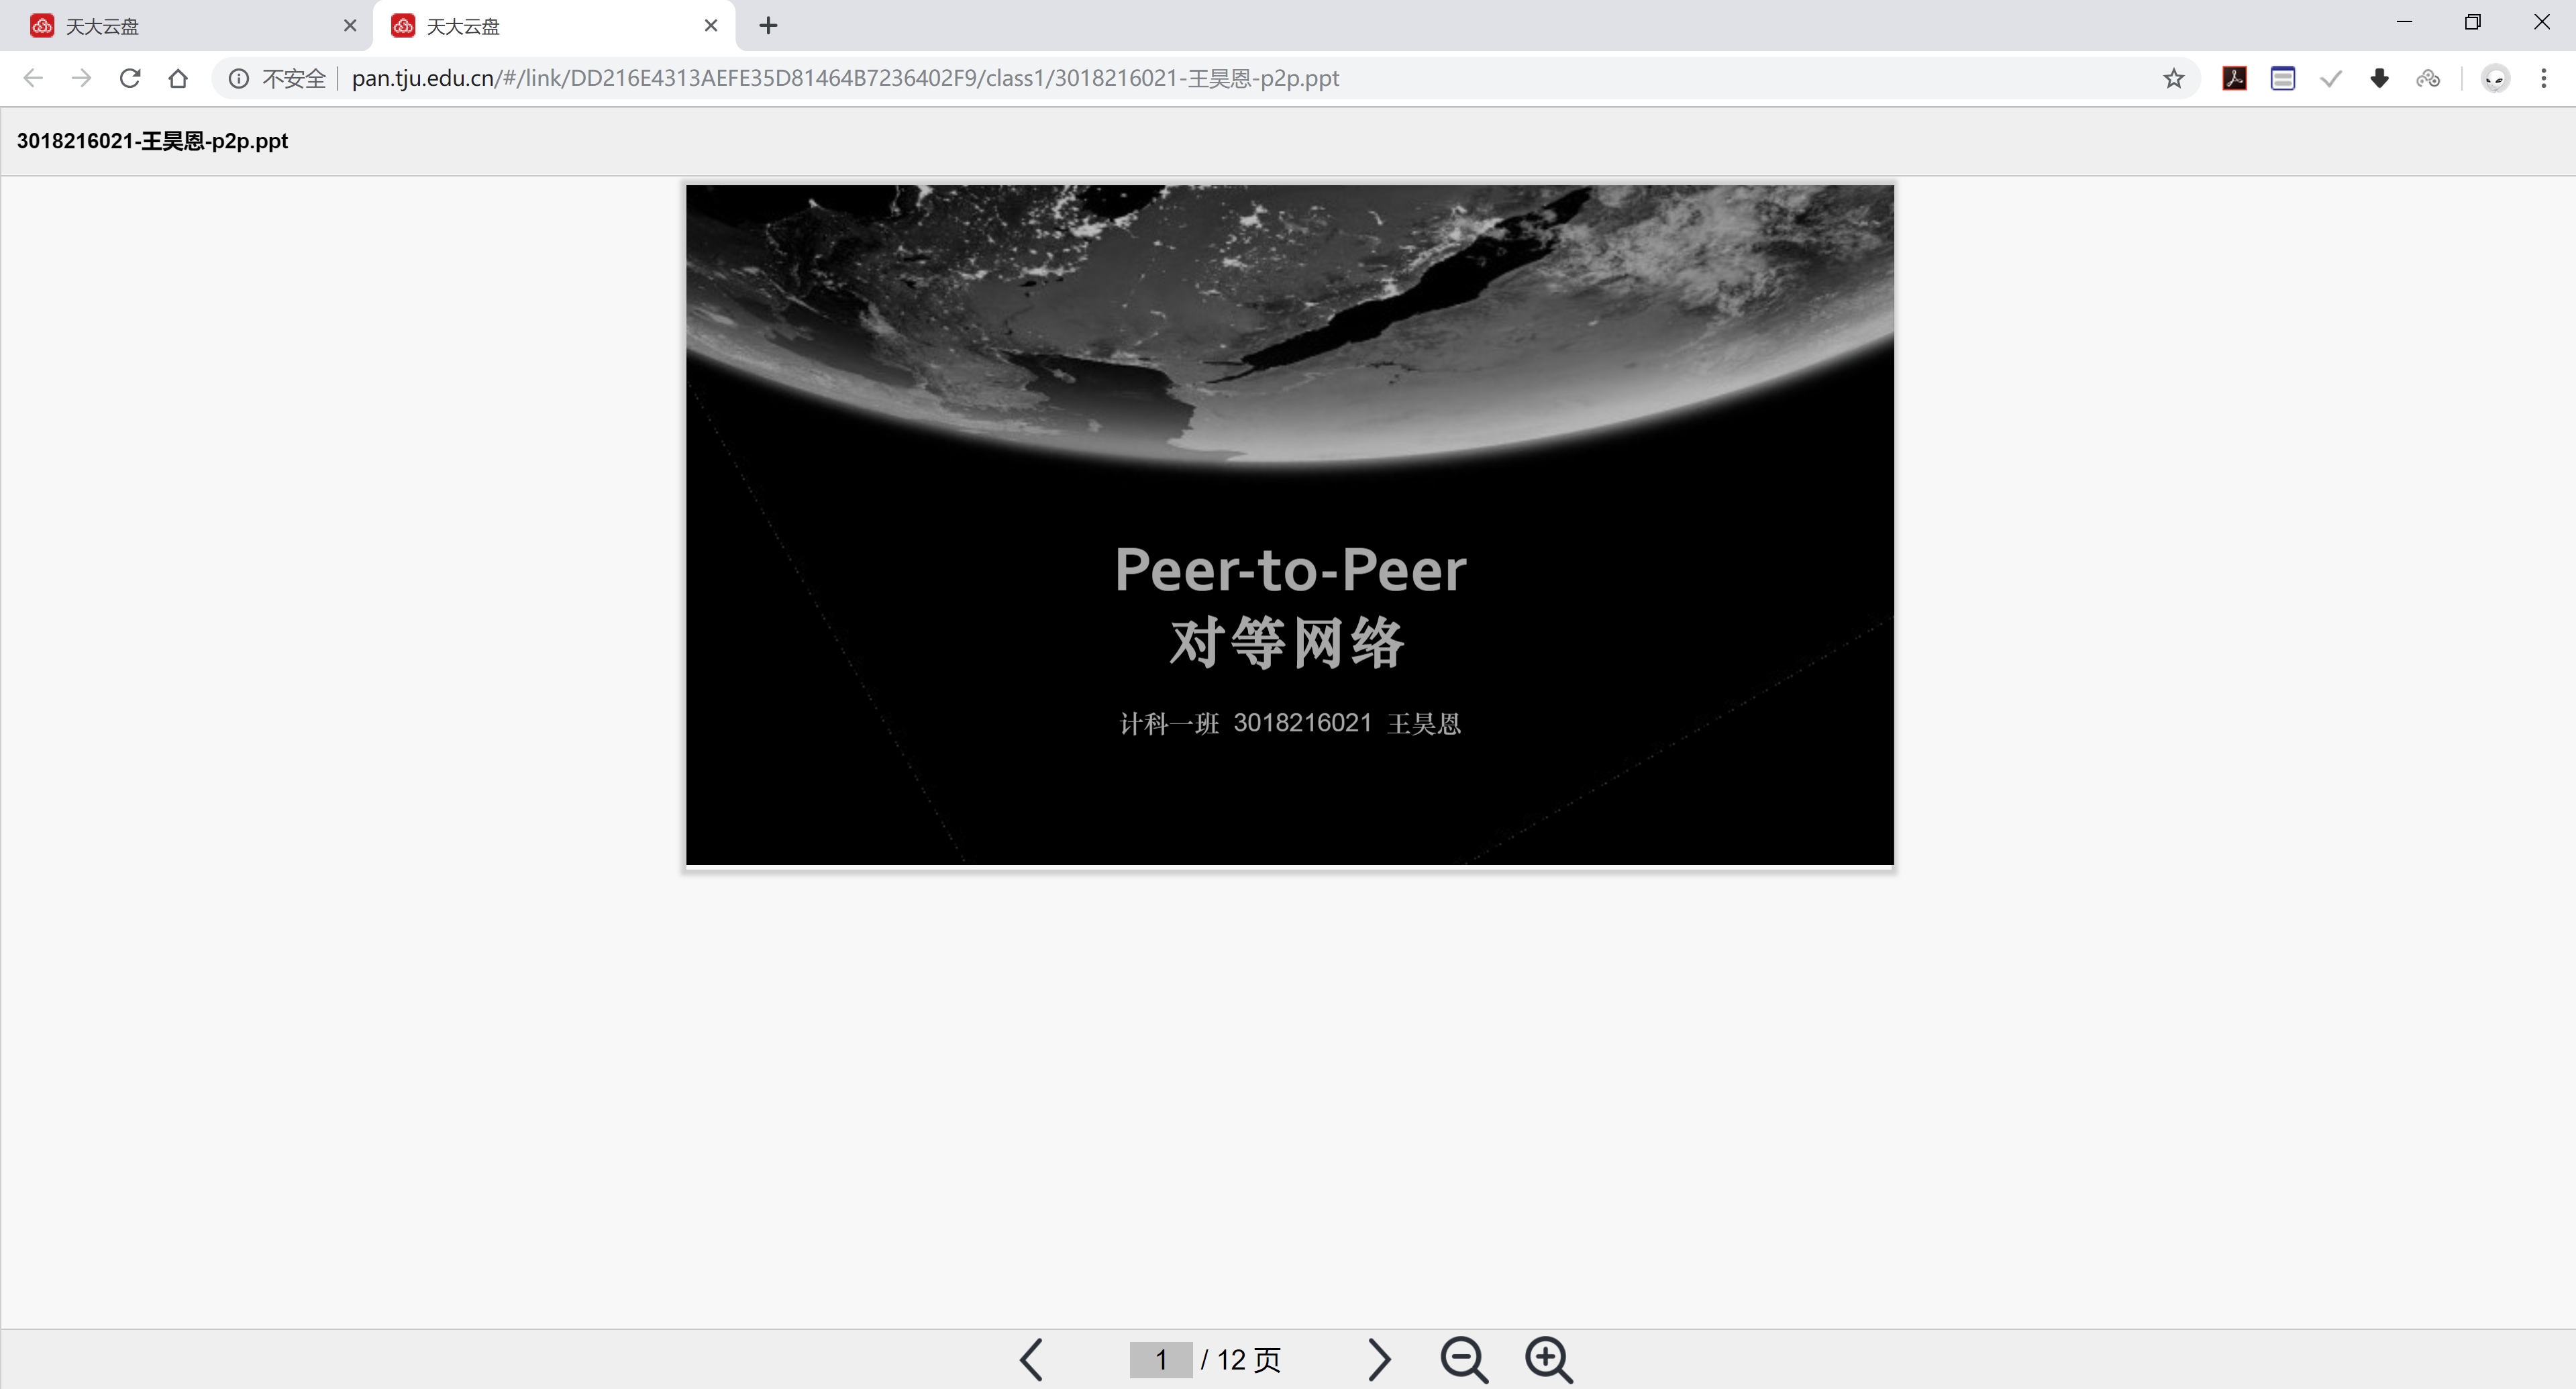 天大云盘
天大云盘
不安全 pan.tju.edu.cn/#/link/DD216E4313AEFE35D81464B7236402F9/class1/3018216021-王昊恩-p2p.ppt
3018216021-王昊恩-p2p.ppt
Peer-to-Peer
对等网络
计科一班 3018216021 王昊恩
1 / 12 页